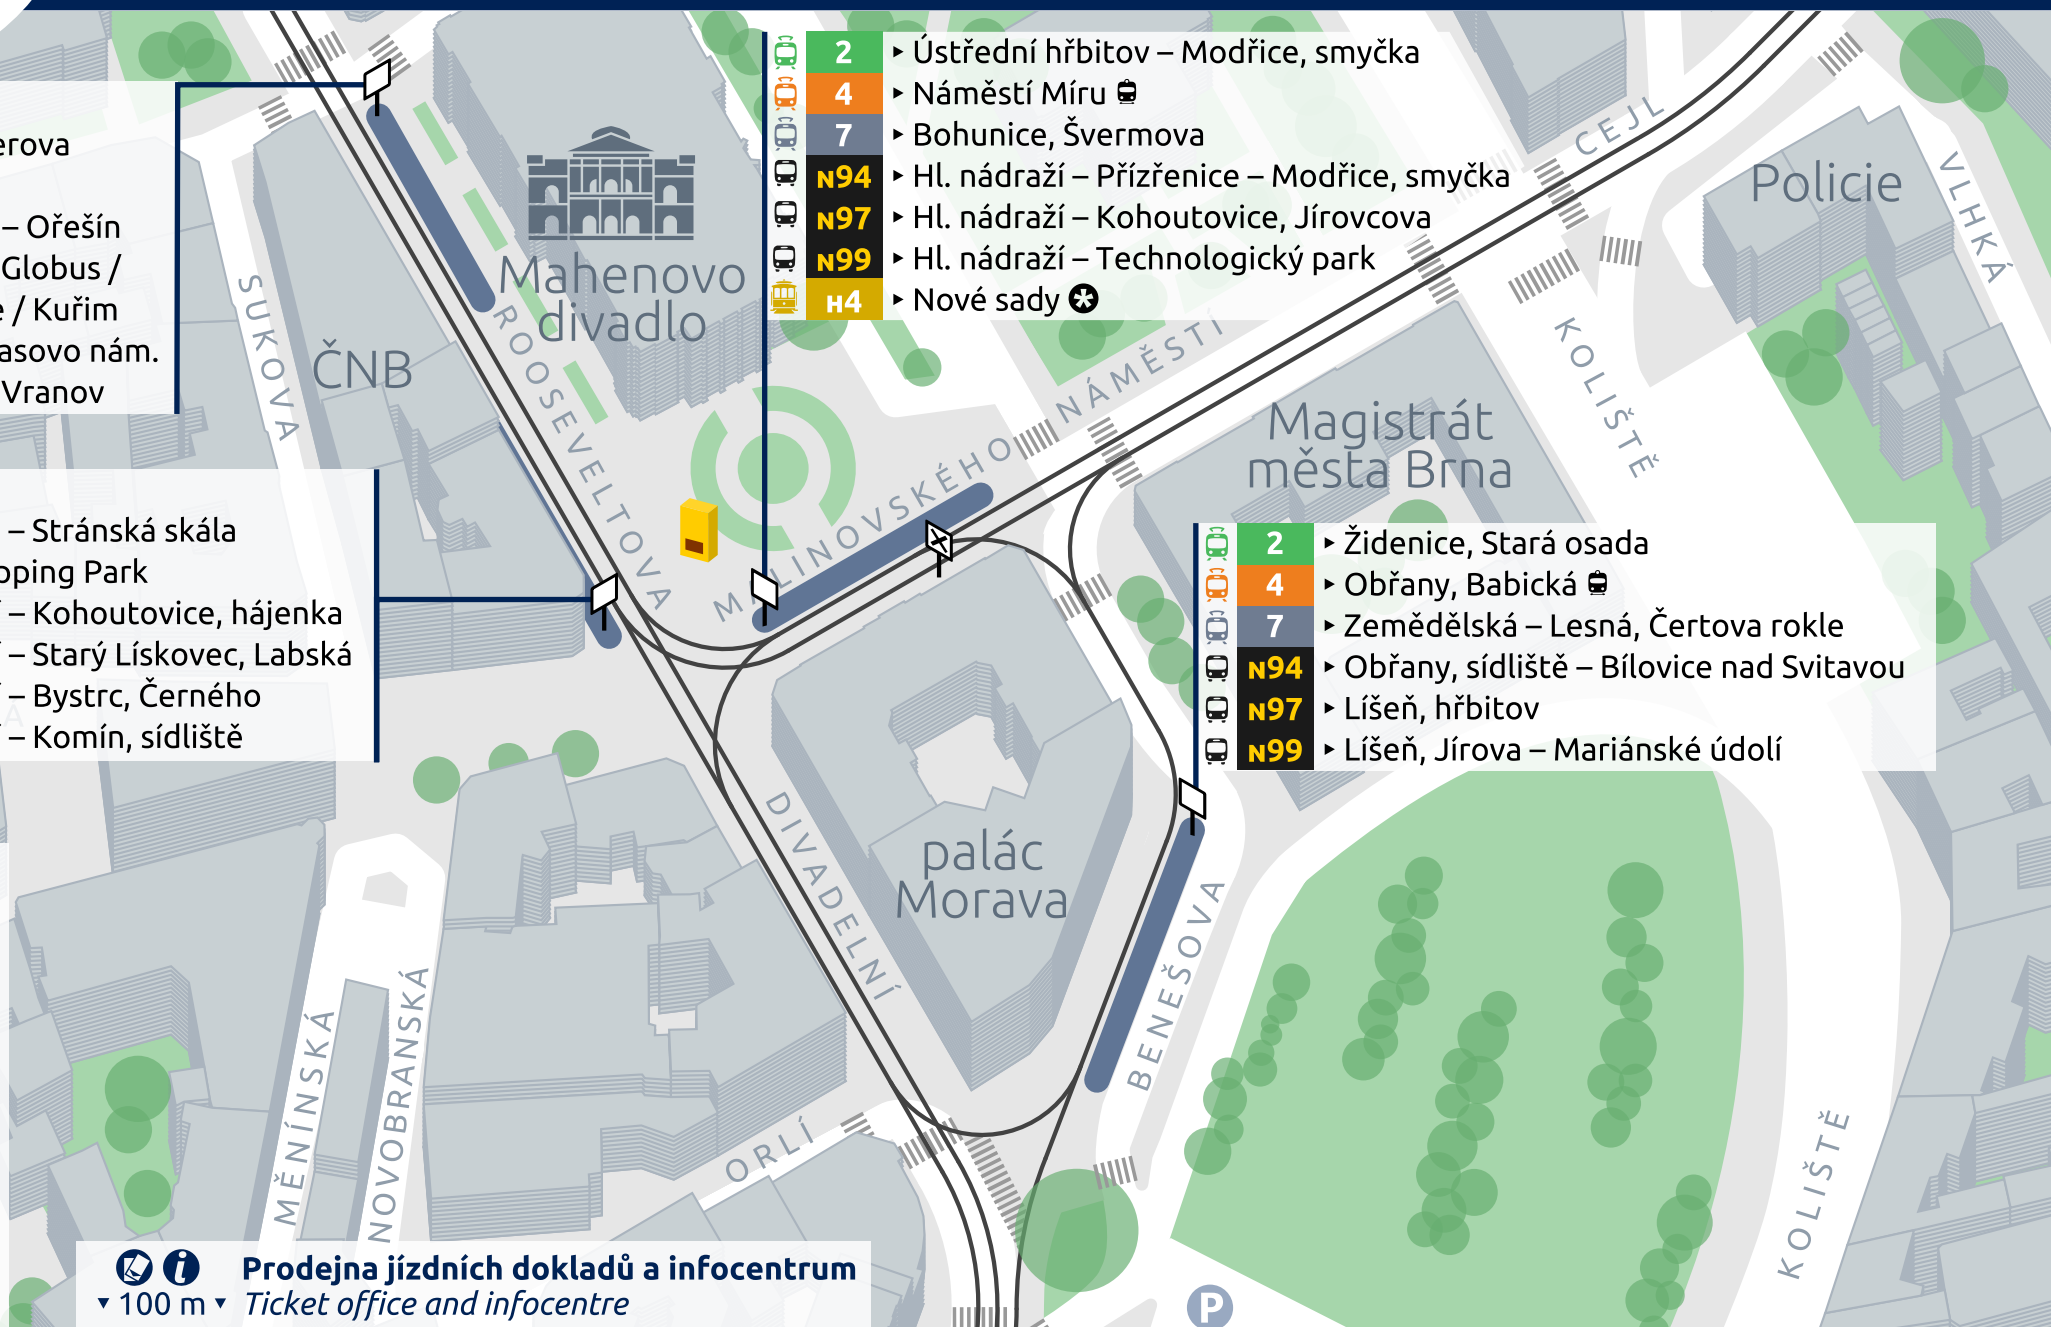 2 ‣ Ústřední hřbitov – Modřice, smyčka
4 ‣ Náměstí Míru
7 ‣ Bohunice, Švermova
N94 ‣ Hl. nádraží – Přízřenice – Modřice, smyčka
N97 ‣ Hl. nádraží – Kohoutovice, Jírovcova
N99 ‣ Hl. nádraží – Technologický park
H4 ‣ Nové sady
erova
– Ořešín
Globus /
/ Kuřim
asovo nám.
Vranov
Mahenovo
divadlo
ČNB
SUKOVA
ROOSEVELTOVA
MALINOVSKÉHO NÁMĚSTÍ
CEJL
Policie
VLHKÁ
KOLIŠTĚ
Magistrát
města Brna
– Stránská skála
pping Park
– Kohoutovice, hájenka
– Starý Lískovec, Labská
– Bystrc, Černého
– Komín, sídliště
2 ‣ Židenice, Stará osada
4 ‣ Obřany, Babická
7 ‣ Zemědělská – Lesná, Čertova rokle
N94 ‣ Obřany, sídliště – Bílovice nad Svitavou
N97 ‣ Líšeň, hřbitov
N99 ‣ Líšeň, Jírova – Mariánské údolí
palác
Morava
DIVADELNÍ
BENEŠOVA
MĚNÍNSKÁ
NOVOBRANSKÁ
ORLÍ
KOLIŠTĚ
P
Prodejna jízdních dokladů a infocentrum
▾ 100 m ▾ Ticket office and infocentre